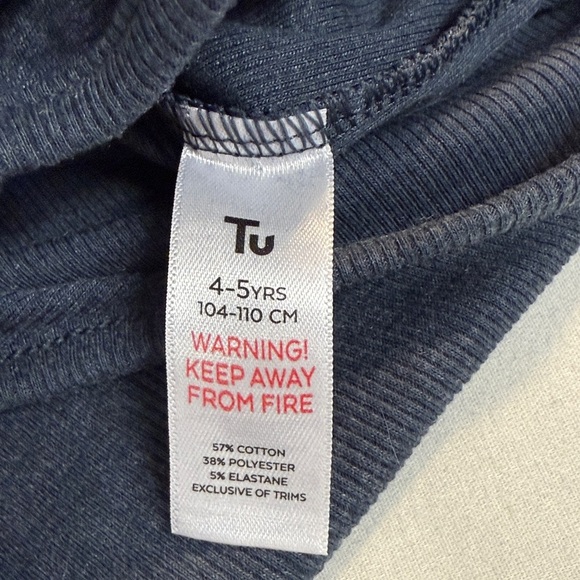 Tu
4-5YRS
104-110 CM
WARNING!
KEEP AWAY
FROM FIRE
57% COTTON
38% POLYESTER
5% ELASTANE
EXCLUSIVE OF TRIMS